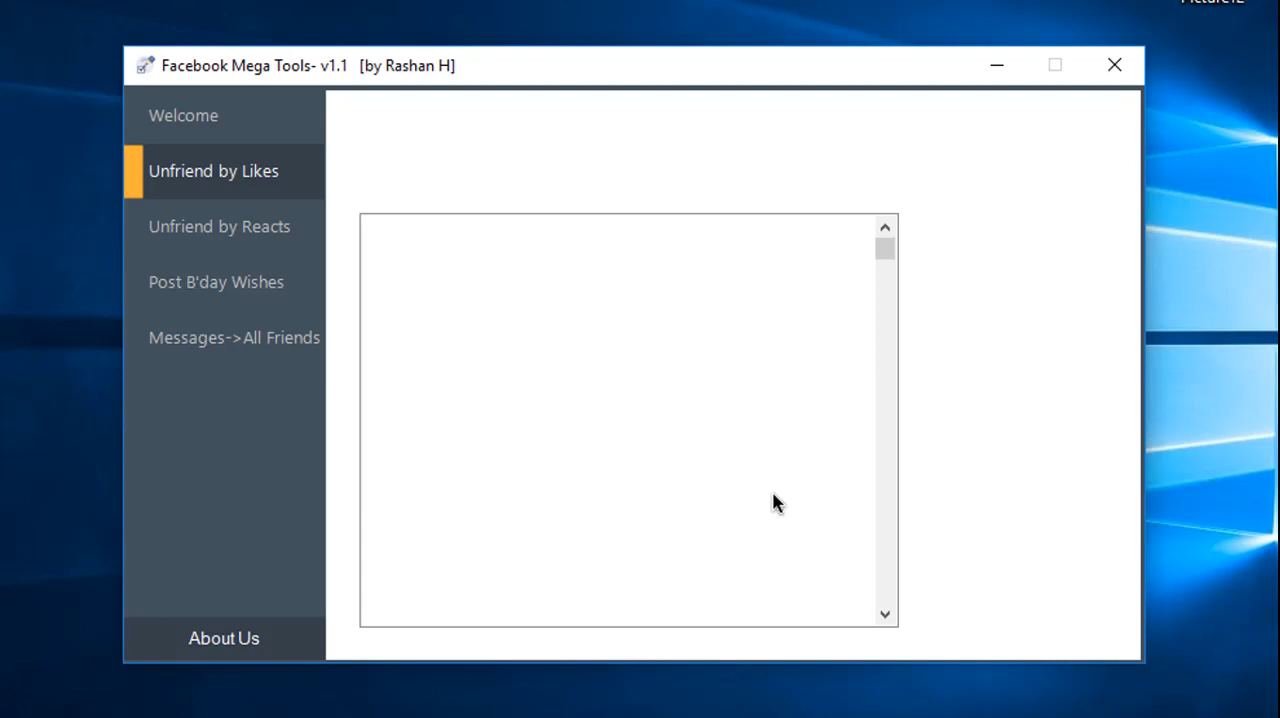 Facebook Mega Tools- v1.1 [by Rashan H]
Welcome
Unfriend by Likes
Unfriend by Reacts
Post B'day Wishes
Messages->All Friends
About Us